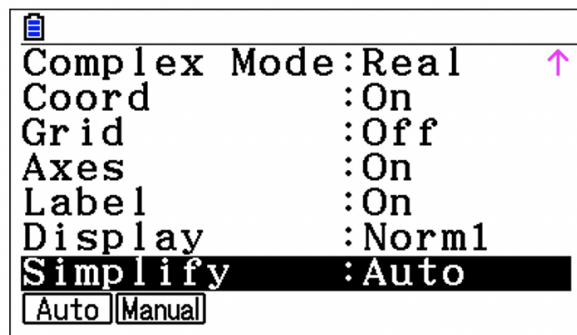 Complex Mode:Real ↑
Coord :On
Grid :Off
Axes :On
Label :On
Display :Norm1
Simplify :Auto
Auto Manual